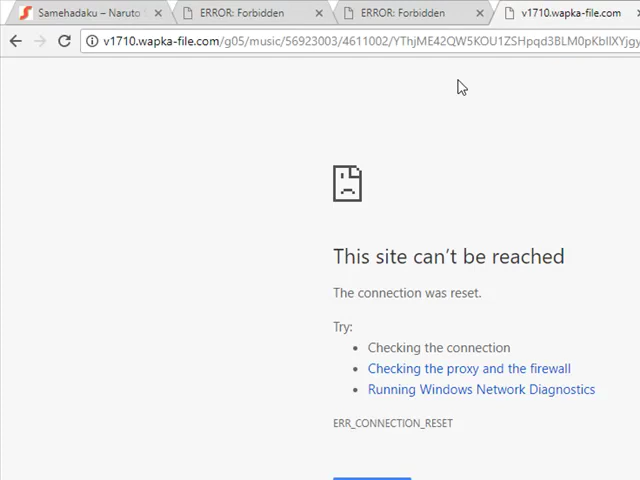 Samehadaku – Naruto
ERROR: Forbidden
ERROR: Forbidden
v1710.wapka-file.com
v1710.wapka-file.com/g05/music/56923003/4611002/
This site can't be reached
The connection was reset.
Try:
Checking the connection
Checking the proxy and the firewall
Running Windows Network Diagnostics
ERR_CONNECTION_RESET